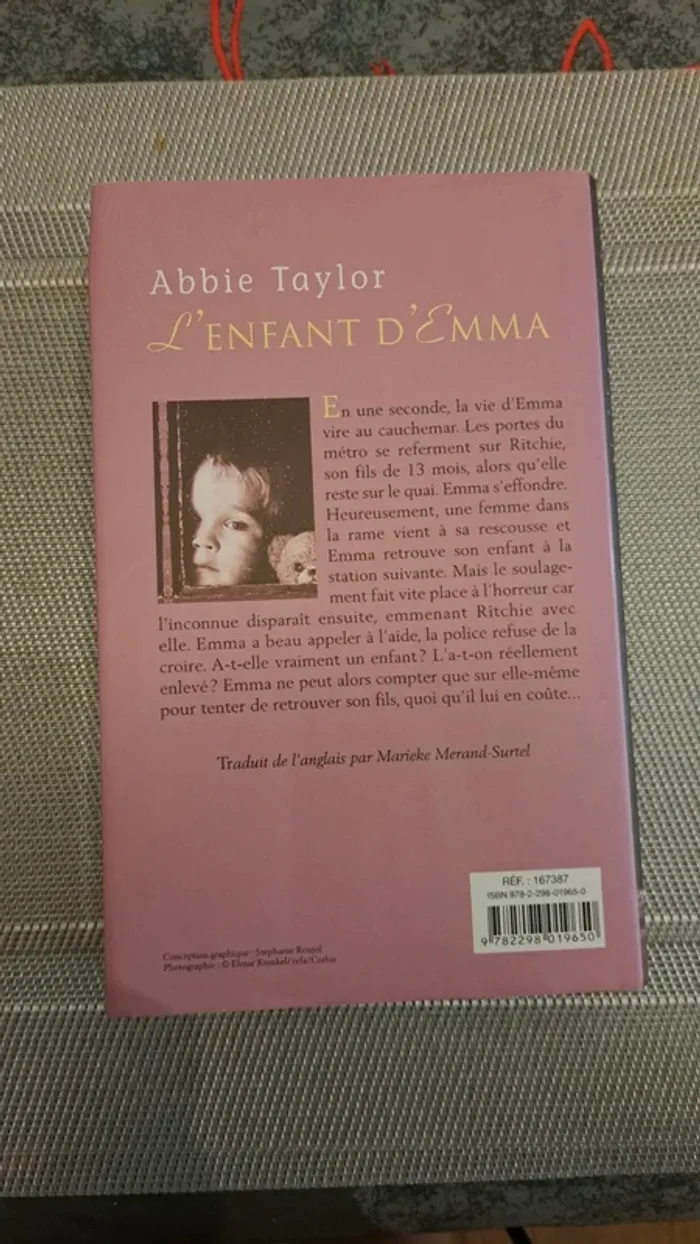 Abbie Taylor
L'ENFANT D'EMMA
En une seconde, la vie d'Emma
vire au cauchemar. Les portes du
métro se referment sur Ritchie,
son fils de 13 mois, alors qu'elle
reste sur le quai. Emma s'effondre.
Heureusement, une femme dans
la rame vient à sa rescousse et
Emma retrouve son enfant à la
station suivante. Mais le soulage-
ment fait vite place à l'horreur car
l'inconnue disparaît ensuite, emmenant Ritchie avec
elle. Emma a beau appeler à l'aide, la police refuse de la
croire. A-t-elle vraiment un enfant ? L'a-t-on réellement
enlevé ? Emma ne peut alors compter que sur elle-même
pour tenter de retrouver son fils, quoi qu'il lui en coûte...
Traduit de l'anglais par Marieke Merand-Surtel
RÉF. : 167387
ISBN 978-2-298-01965-0
9 782298 019650
Conception graphique : Stéphanie
Photographie : © Elmar /zefa/Corbis